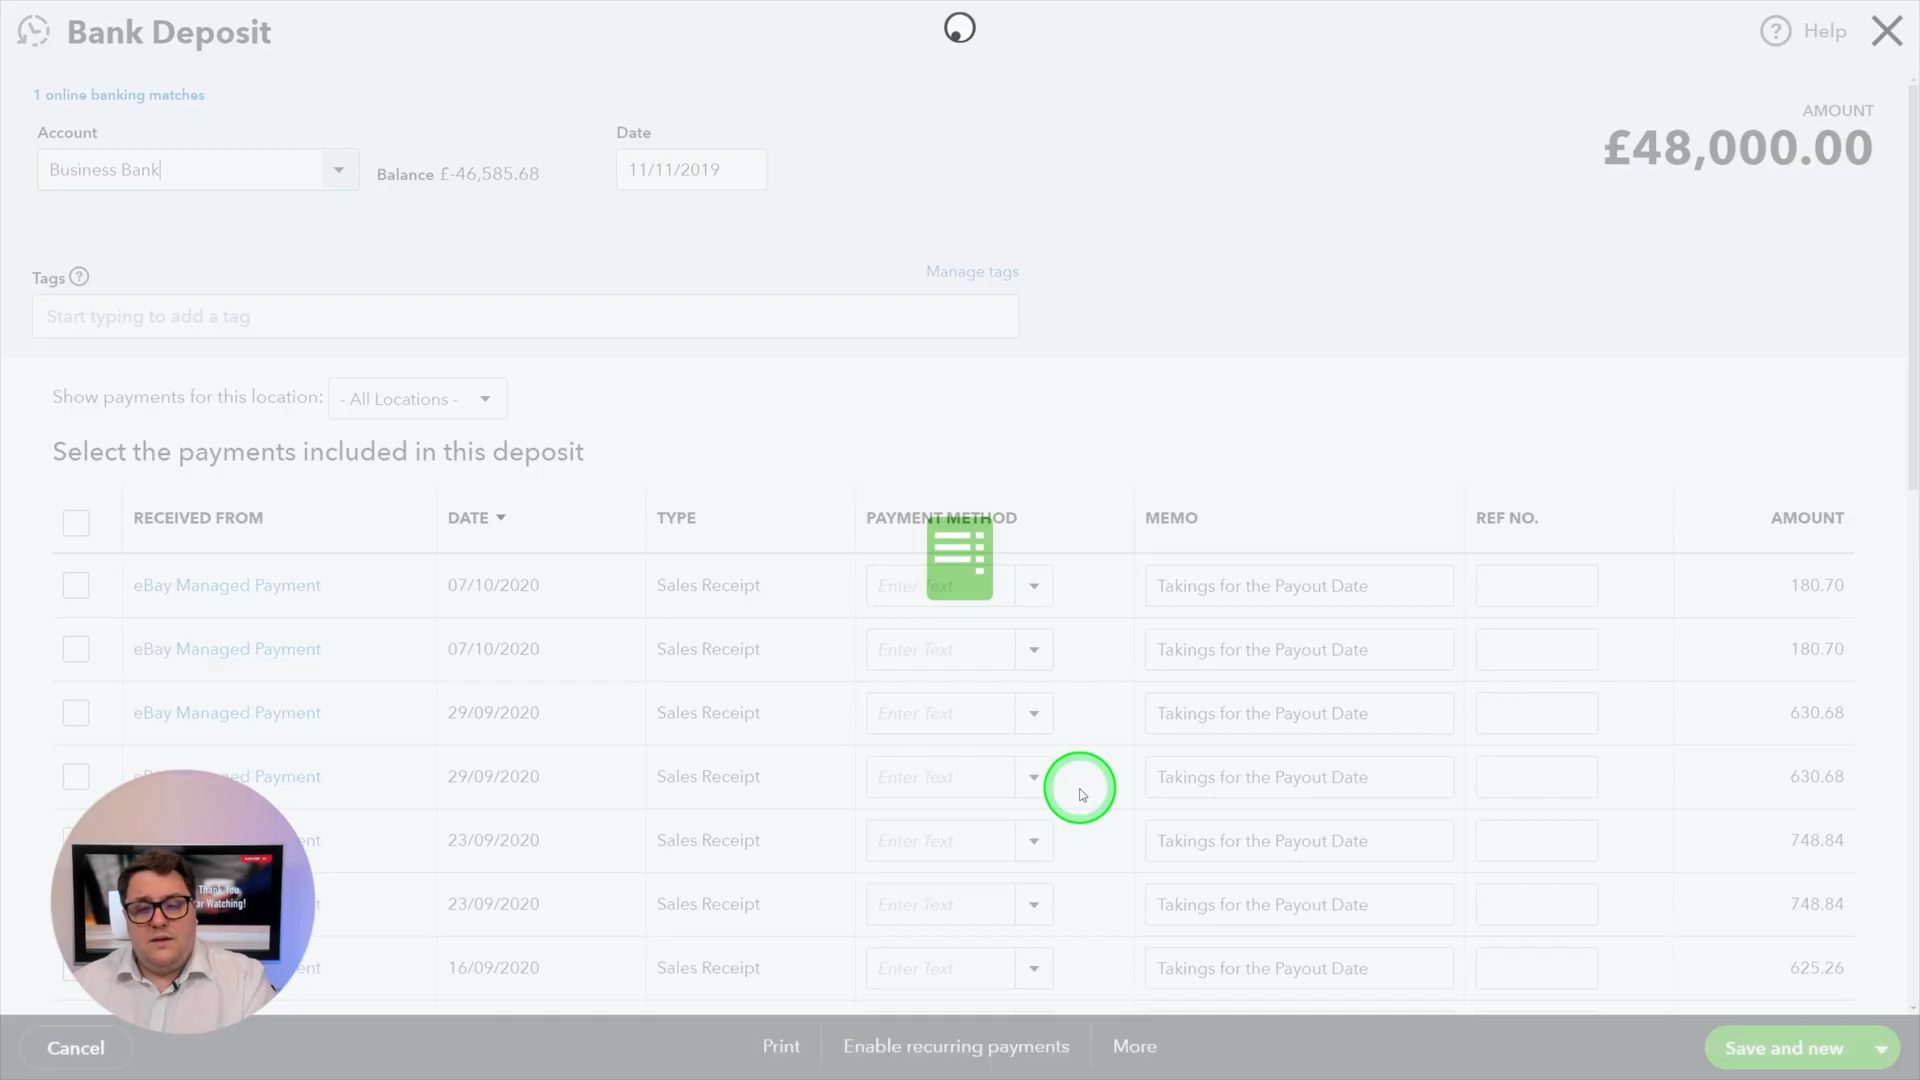 Bank Deposit
Help
1 online banking matches
AMOUNT
£48,000.00
Account
Date
Business Bank
Balance £-46,585.68
11/11/2019
Tags
Manage tags
Start typing to add a tag
Show payments for this location: - All Locations -
Select the payments included in this deposit
RECEIVED FROM DATE TYPE PAYMENT METHOD MEMO REF NO. AMOUNT
eBay Managed Payment 07/10/2020 Sales Receipt Enter Text Takings for the Payout Date 180.70
eBay Managed Payment 07/10/2020 Sales Receipt Enter Text Takings for the Payout Date 180.70
eBay Managed Payment 29/09/2020 Sales Receipt Enter Text Takings for the Payout Date 630.68
Payment 29/09/2020 Sales Receipt Enter Text Takings for the Payout Date 630.68
23/09/2020 Sales Receipt Enter Text Takings for the Payout Date 748.84
23/09/2020 Sales Receipt Enter Text Takings for the Payout Date 748.84
16/09/2020 Sales Receipt Enter Text Takings for the Payout Date 625.26
Thank You
or Watching!
Cancel
Print
Enable recurring payments
More
Save and new